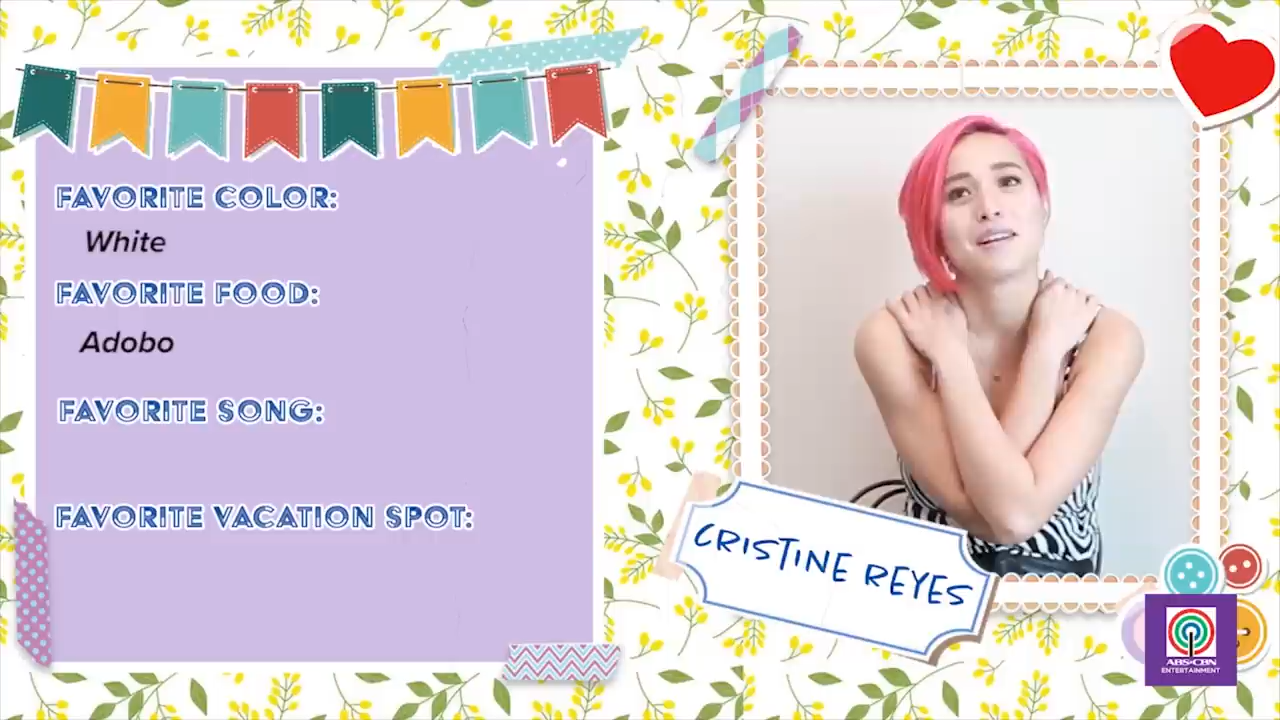 FAVORITE COLOR:
White
FAVORITE FOOD:
Adobo
FAVORITE SONG:
FAVORITE VACATION SPOT:
CRISTINE REYES
ABS-CBN
ENTERTAINMENT